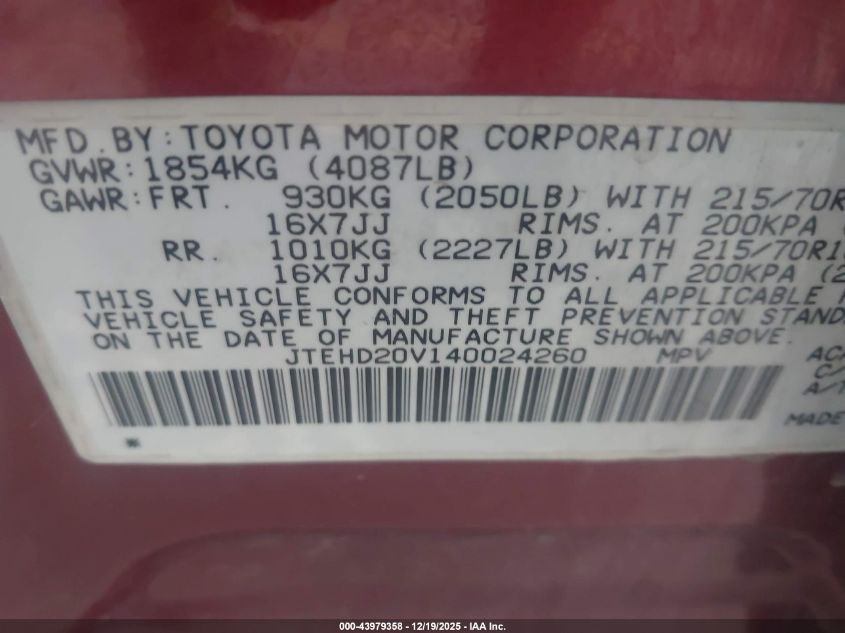 MFD. BY: TOYOTA MOTOR CORPORATION
GVWR: 1854KG (4087LB)
GAWR: FRT. 930KG (2050LB) WITH 215/70R
16X7JJ RIMS. AT 200KPA (
RR. 1010KG (2227LB) WITH 215/70R1
16X7JJ RIMS. AT 200KPA (2
THIS VEHICLE CONFORMS TO ALL APPLICABLE
VEHICLE SAFETY AND THEFT PREVENTION STAND
ON THE DATE OF MANUFACTURE SHOWN ABOVE.
JTEHD20V140024260 MPV
C/
A/T
MADE
000-43979358 - 12/19/2025 - IAA Inc.